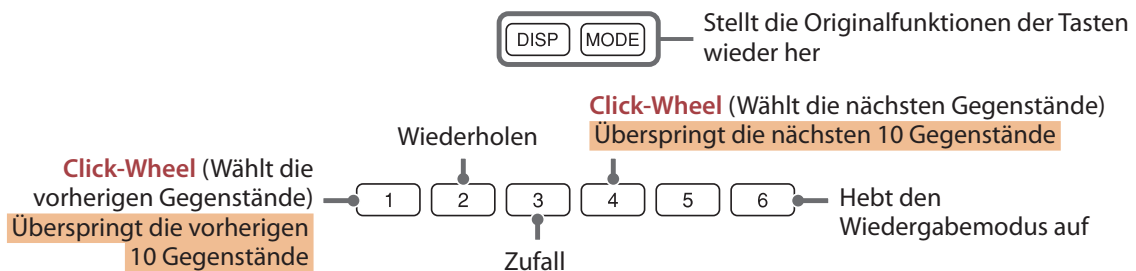 DISP MODE
Stellt die Originalfunktionen der Tasten
wieder her
Click-Wheel (Wählt die nächsten Gegenstände)
Überspringt die nächsten 10 Gegenstände
Wiederholen
Click-Wheel (Wählt die
vorherigen Gegenstände)
Überspringt die vorherigen
10 Gegenstände
1 2 3 4 5 6
Hebt den
Wiedergabemodus auf
Zufall